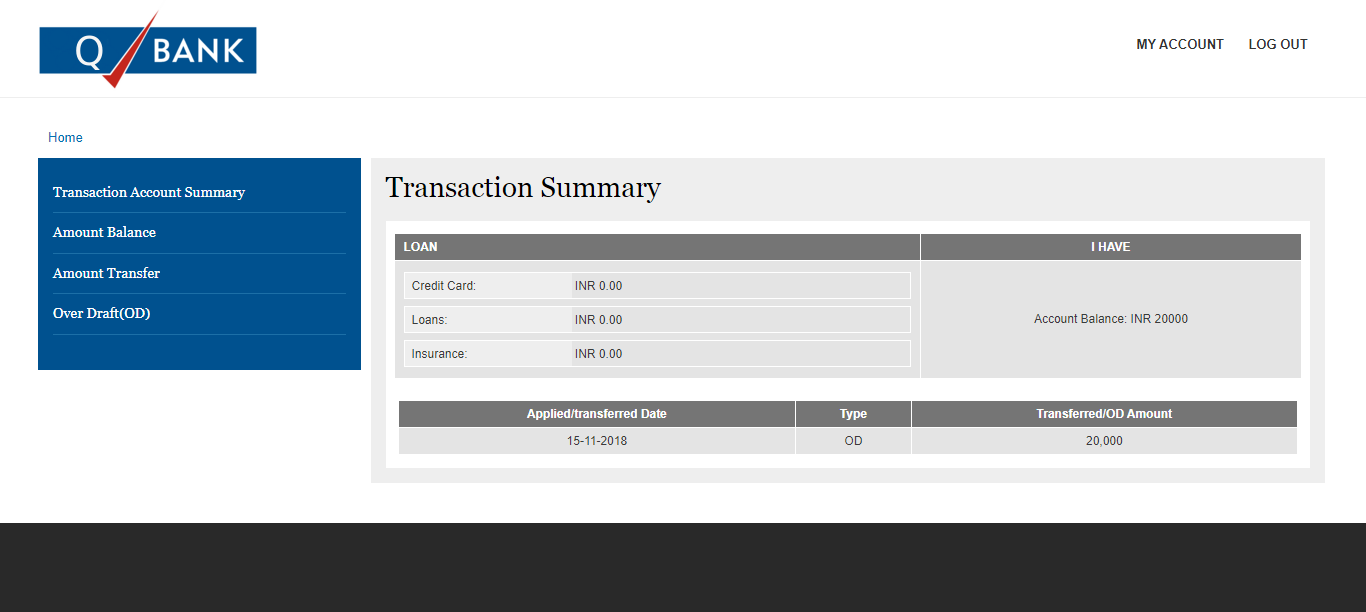 Q BANK
MY ACCOUNT LOG OUT
Home
Transaction Account Summary
Amount Balance
Amount Transfer
Over Draft(OD)
Transaction Summary
LOAN I HAVE
Credit Card: INR 0.00
Loans: INR 0.00
Insurance: INR 0.00
Account Balance: INR 20000
Applied/transferred Date Type Transferred/OD Amount
15-11-2018 OD 20,000